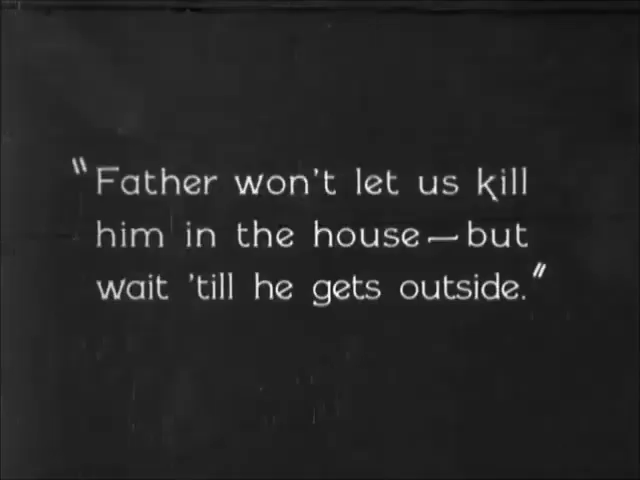 "Father won't let us kill
him in the house—but
wait 'till he gets outside."